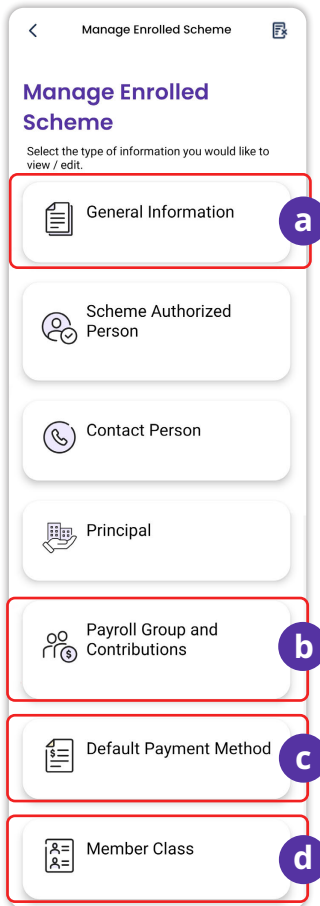 Manage Enrolled Scheme
Manage Enrolled
Scheme
Select the type of information you would like to
view / edit.
General Information
a
Scheme Authorized
Person
Contact Person
Principal
Payroll Group and
Contributions
b
Default Payment Method
c
Member Class
d